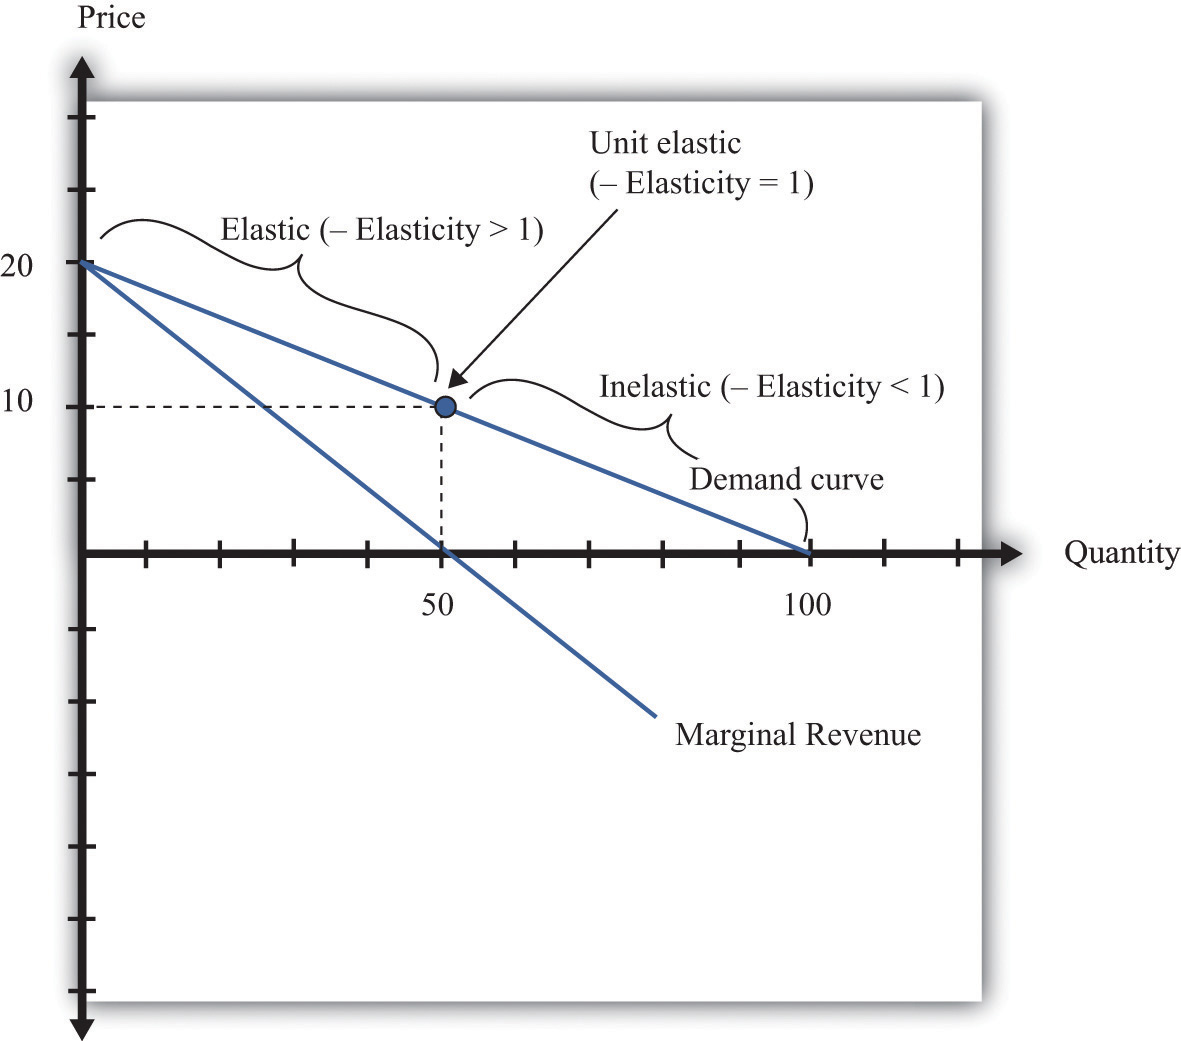 Price
Unit elastic
(– Elasticity = 1)
Elastic (– Elasticity > 1)
20
Inelastic (– Elasticity < 1)
10
Demand curve
Quantity
50
100
Marginal Revenue